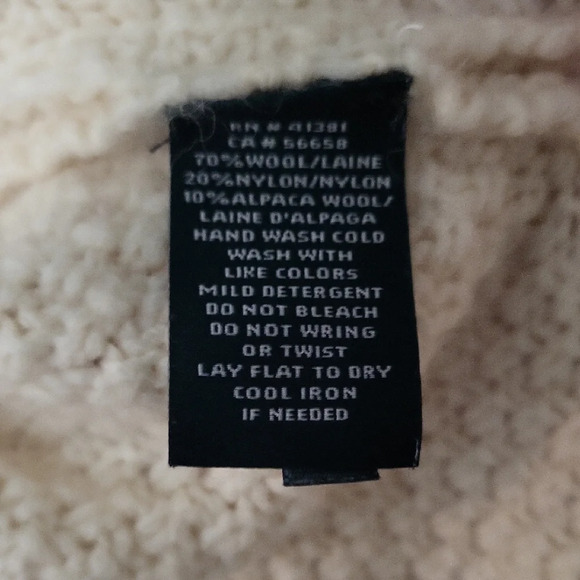 RN # 41381
CA # 56658
70% WOOL/LAINE
20% NYLON/NYLON
10% ALPACA WOOL/
LAINE D'ALPAGA
HAND WASH COLD
WASH WITH
LIKE COLORS
MILD DETERGENT
DO NOT BLEACH
DO NOT WRING
OR TWIST
LAY FLAT TO DRY
COOL IRON
IF NEEDED